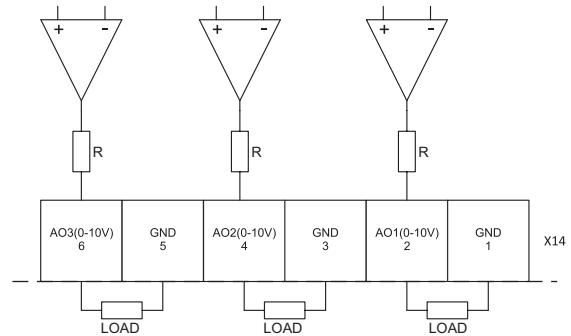 + - + - + -
R R R
AO3(0-10V) GND AO2(0-10V) GND AO1(0-10V) GND
6 5 4 3 2 1
X14
LOAD LOAD LOAD